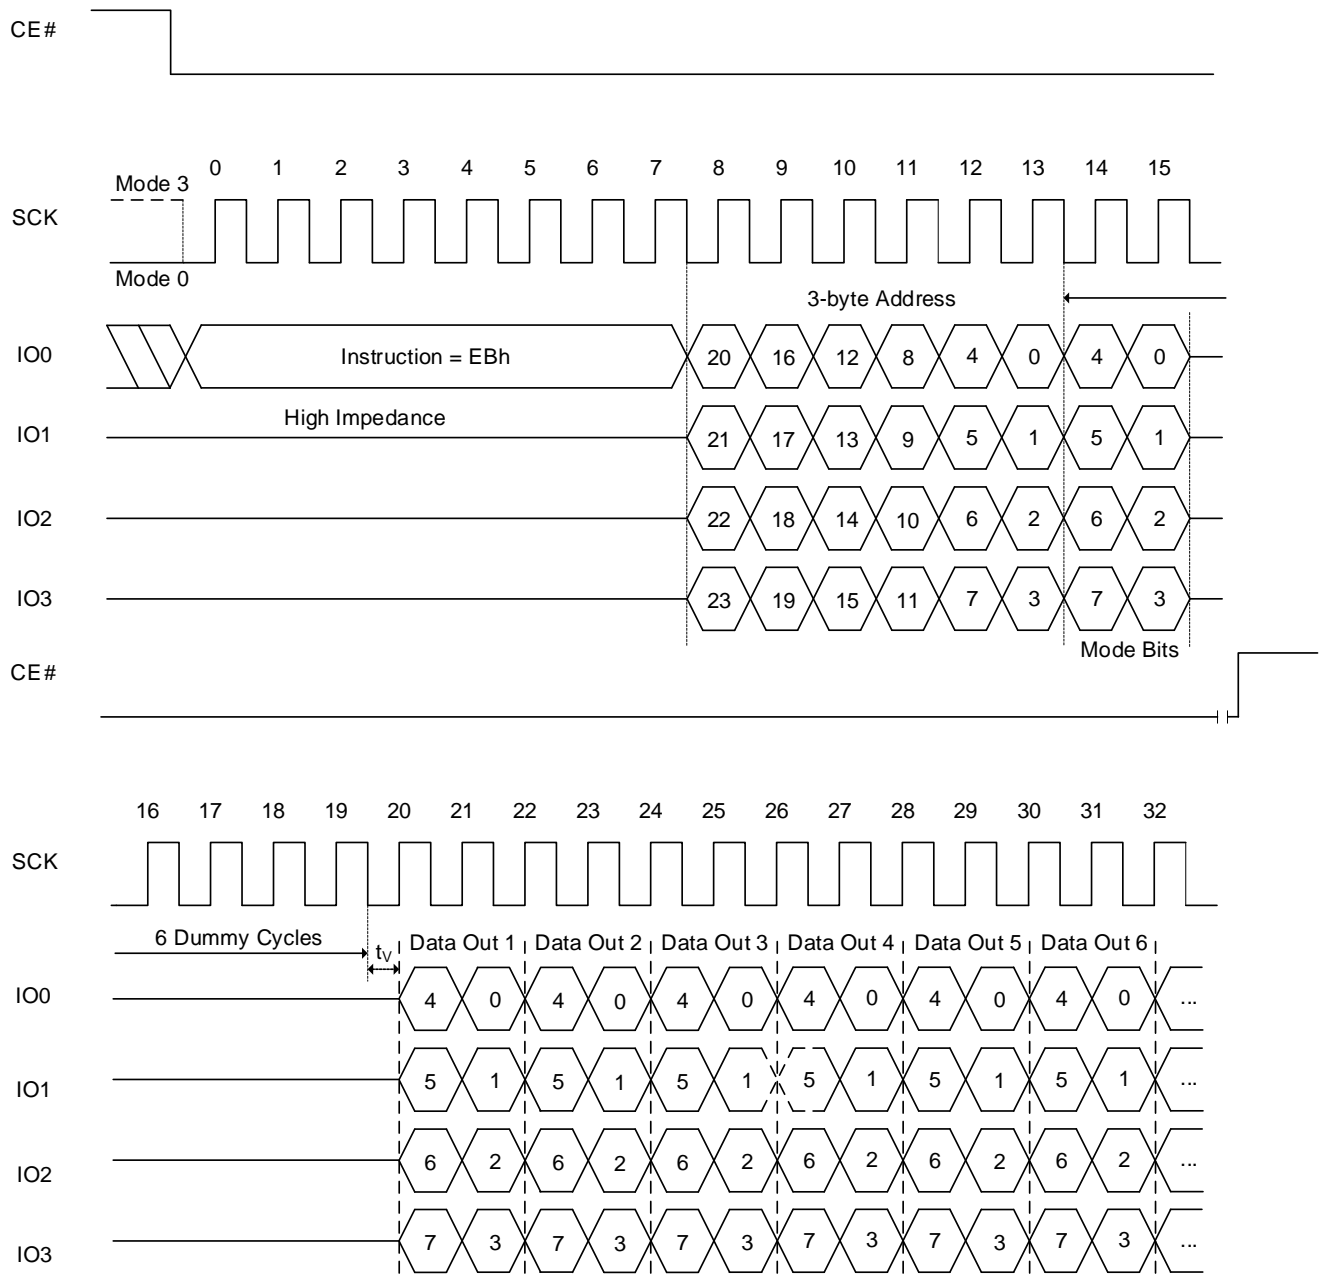 CE#
0 1 2 3 4 5 6 7 8 9 10 11 12 13 14 15
Mode 3
SCK
Mode 0
3-byte Address
IO0 Instruction = EBh 20 16 12 8 4 0 4 0
High Impedance
IO1 21 17 13 9 5 1 5 1
IO2 22 18 14 10 6 2 6 2
IO3 23 19 15 11 7 3 7 3
Mode Bits
CE#
16 17 18 19 20 21 22 23 24 25 26 27 28 29 30 31 32
SCK
6 Dummy Cycles tV Data Out 1 Data Out 2 Data Out 3 Data Out 4 Data Out 5 Data Out 6
IO0 4 0 4 0 4 0 4 0 4 0 4 0 ...
IO1 5 1 5 1 5 1 5 1 5 1 5 1 ...
IO2 6 2 6 2 6 2 6 2 6 2 6 2 ...
IO3 7 3 7 3 7 3 7 3 7 3 7 3 ...